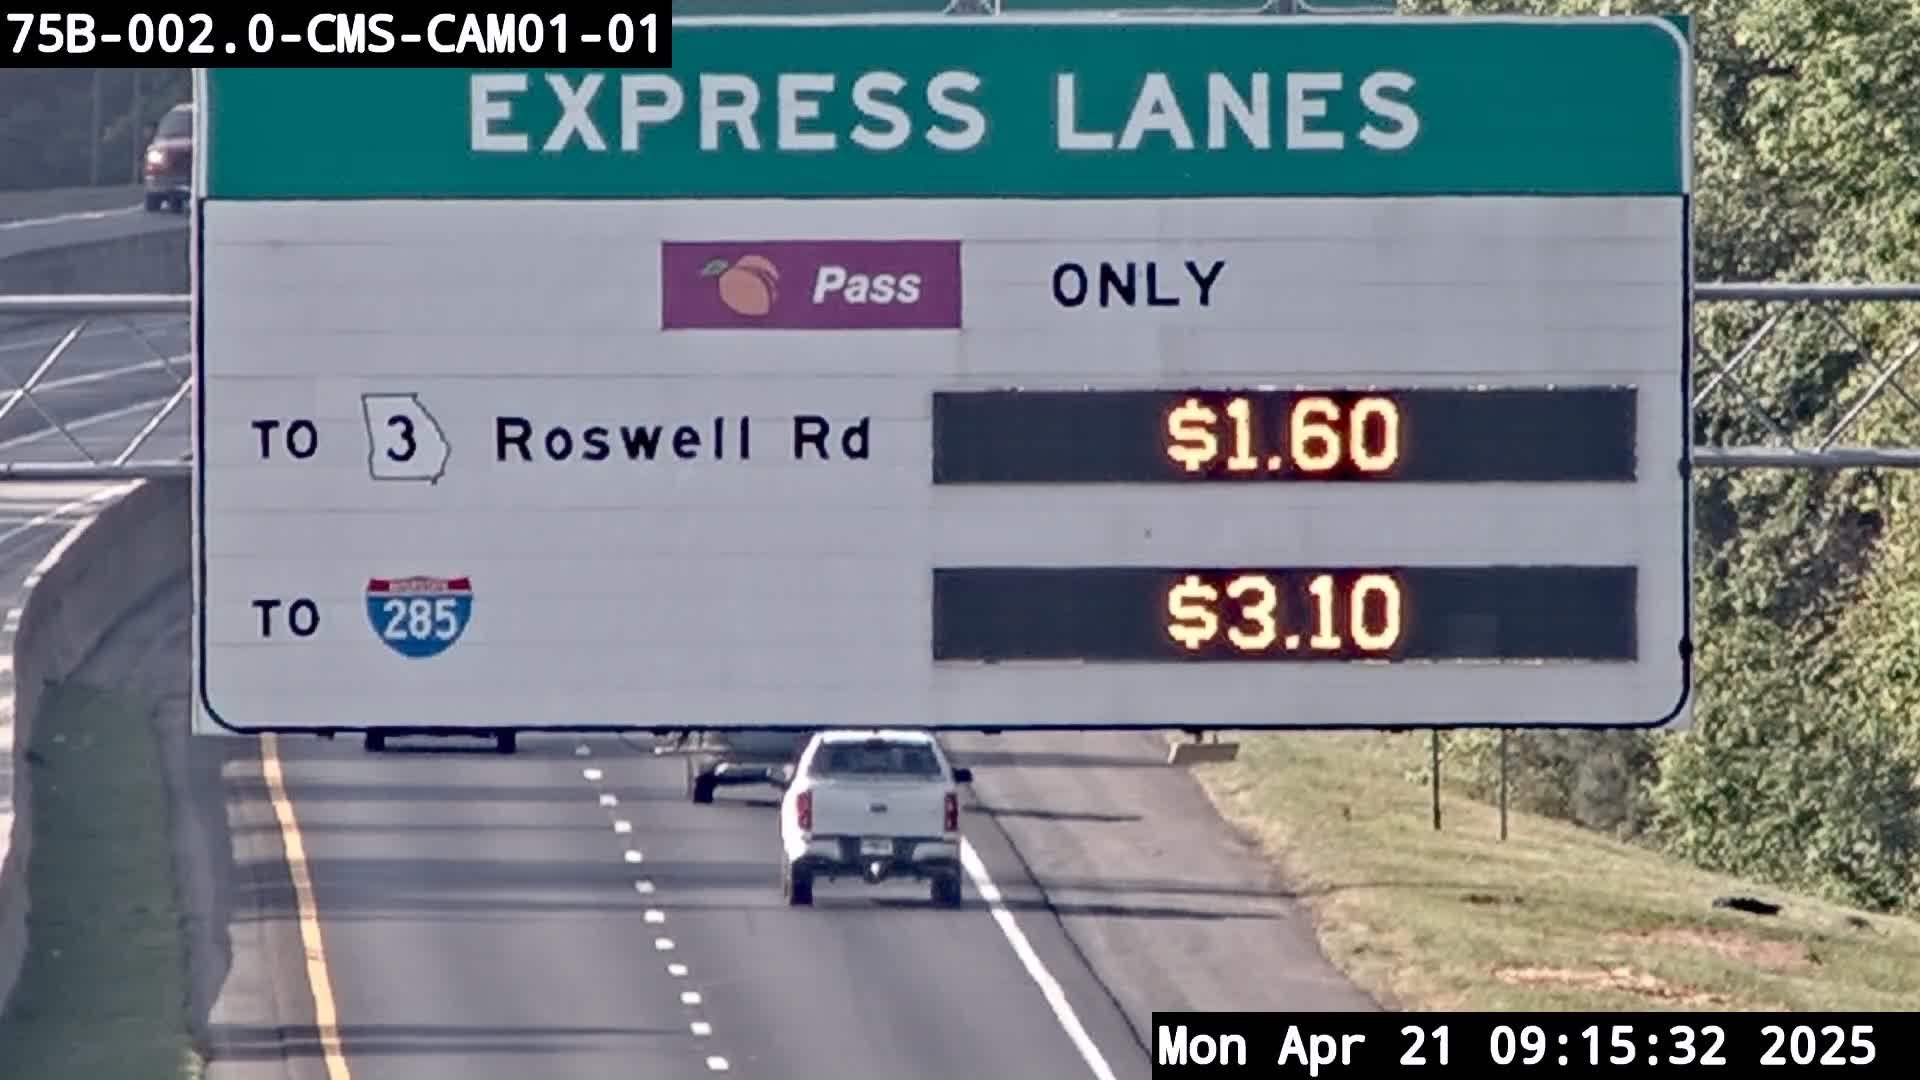 75B-002.0-CMS-CAM01-01
EXPRESS LANES
Pass ONLY
TO 3 Roswell Rd $1.60
TO 285 $3.10
Mon Apr 21 09:15:32 2025